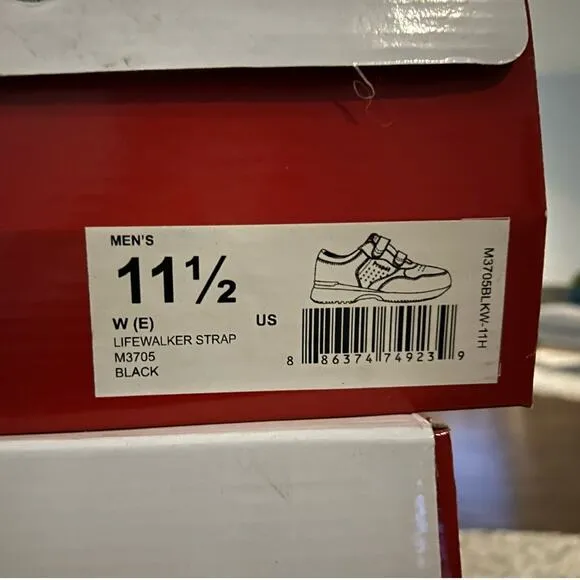 MEN'S
11½
W (E)
US
LIFEWALKER STRAP
M3705
BLACK
8 86374 74923 9
M3705BLKW-11H